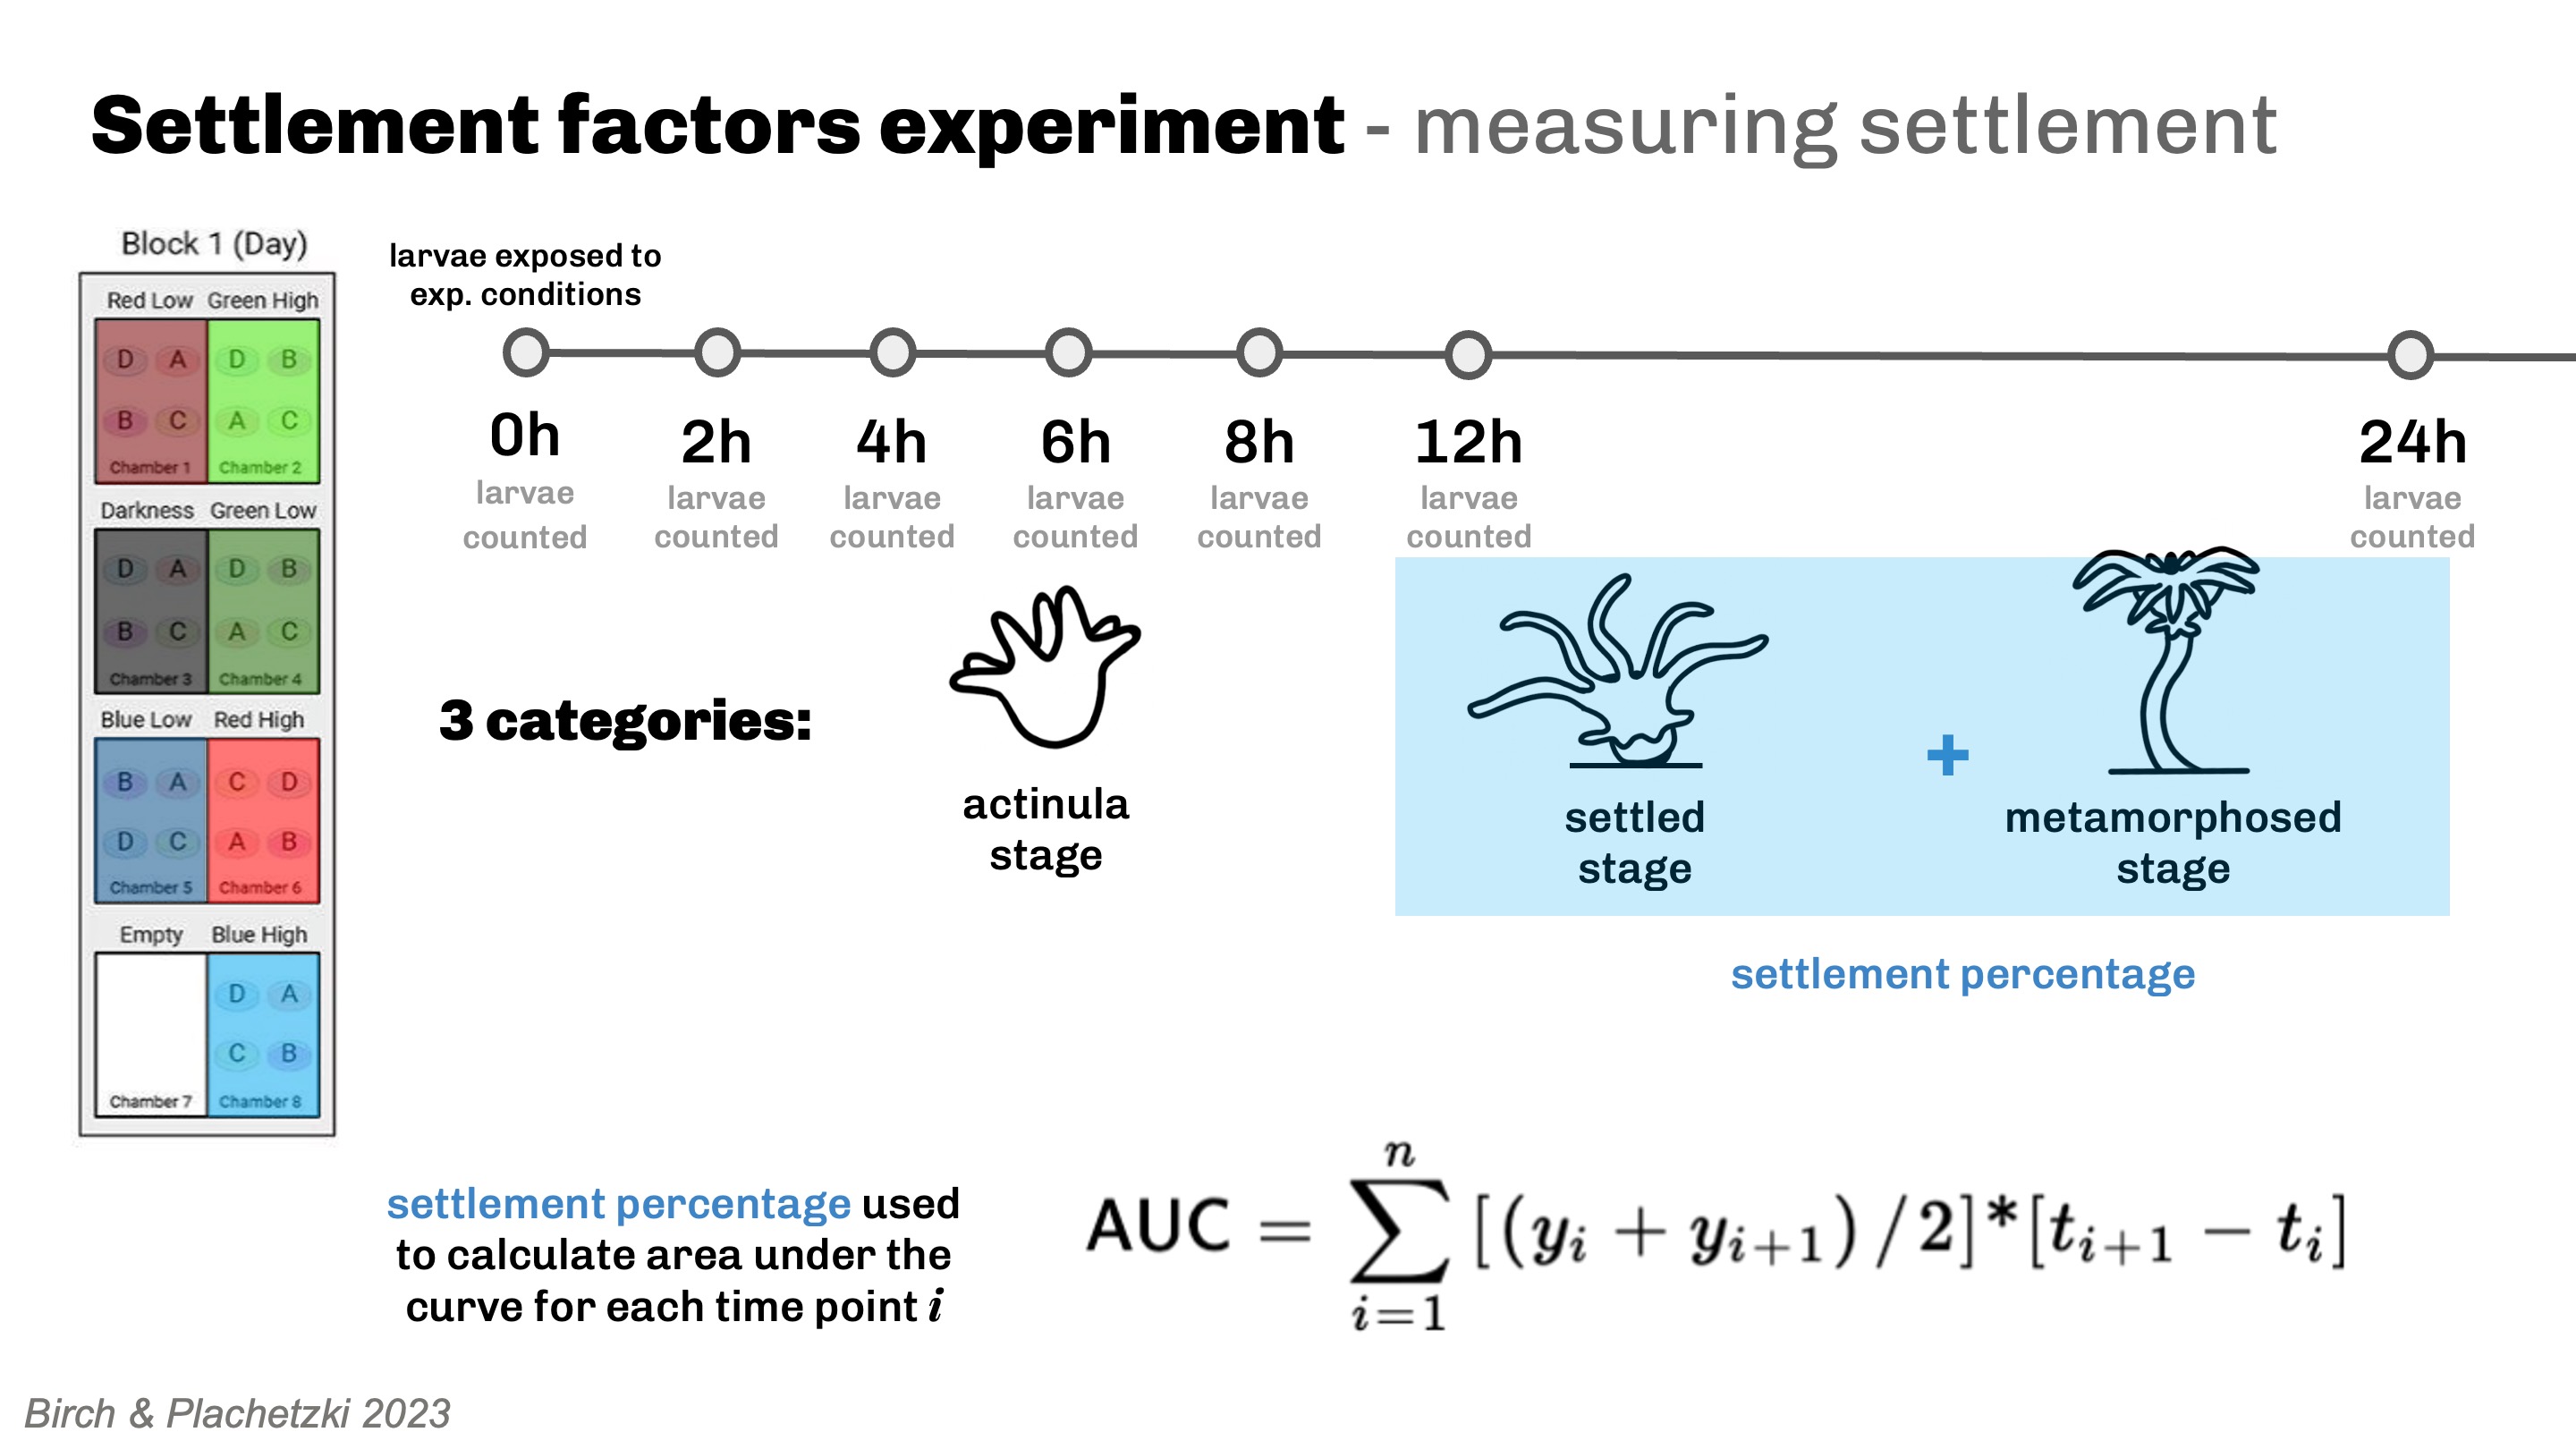 Settlement factors experiment - measuring settlement
Block 1 (Day)
Red Low Green High
D A D B
B C A C
Chamber 1 Chamber 2
Darkness Green Low
D A D B
B C A C
Chamber 3 Chamber 4
Blue Low Red High
B A C D
D C A B
Chamber 5 Chamber 6
Empty Blue High
D A
C B
Chamber 7 Chamber 8
larvae exposed to
exp. conditions
0h 2h 4h 6h 8h 12h 24h
larvae larvae larvae larvae larvae larvae larvae
counted counted counted counted counted counted counted
3 categories:
actinula
stage
settled
stage
+
metamorphosed
stage
settlement percentage
settlement percentage used
to calculate area under the
curve for each time point i
AUC = ∑ⁿᵢ₌₁ [(yᵢ + yᵢ₊₁) / 2]*[tᵢ₊₁ − tᵢ]
Birch & Plachetzki 2023